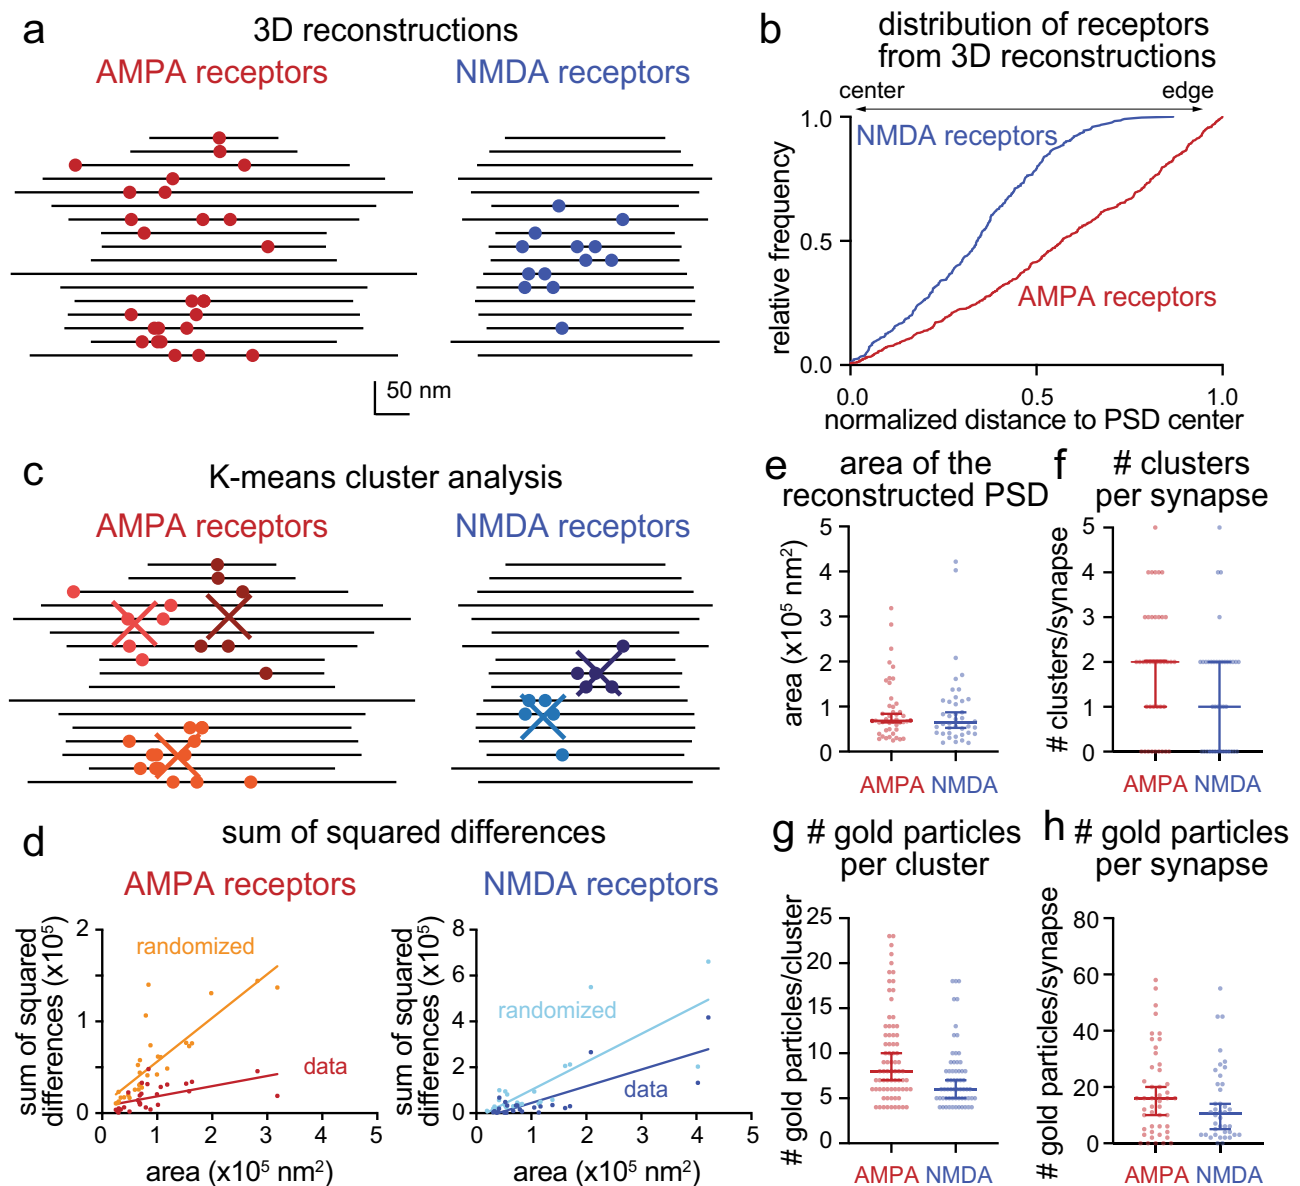 a
3D reconstructions
AMPA receptors
NMDA receptors
50 nm
b
distribution of receptors
from 3D reconstructions
center
edge
1.0
NMDA receptors
relative frequency
0.5
AMPA receptors
0.0
0.0
0.5
1.0
normalized distance to PSD center
c
K-means cluster analysis
AMPA receptors
NMDA receptors
d
sum of squared differences
AMPA receptors
sum of squared
differences (x10⁵)
2
randomized
1
data
0
0
1
2
3
4
5
area (x10⁵ nm²)
NMDA receptors
sum of squared
differences (x10⁵)
8
6
randomized
4
2
data
0
0
1
2
3
4
5
area (x10⁵ nm²)
e
area of the
reconstructed PSD
area (x10⁵ nm²)
5
4
3
2
1
0
AMPA
NMDA
f
# clusters
per synapse
# clusters/synapse
5
4
3
2
1
0
AMPA
NMDA
g
# gold particles
per cluster
# gold particles/cluster
25
20
15
10
5
0
AMPA
NMDA
h
# gold particles
per synapse
# gold particles/synapse
80
60
40
20
0
AMPA
NMDA